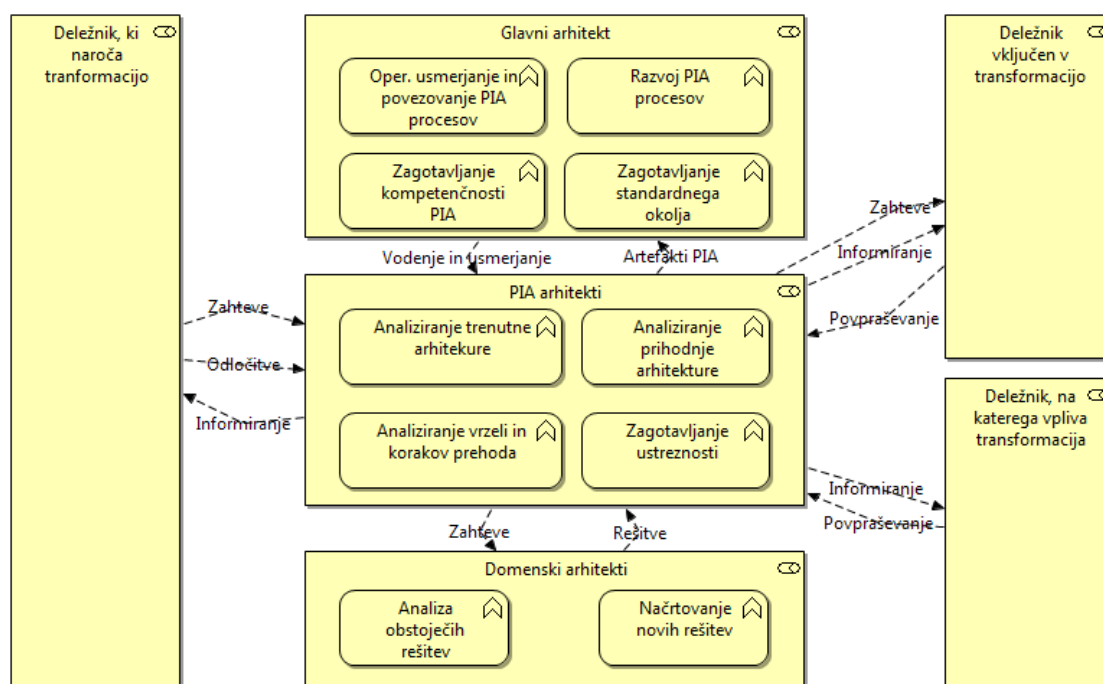 Deležnik, ki
naroča
tranformacijo
Glavni arhitekt
Oper. usmerjanje in
povezovanje PIA
procesov
Razvoj PIA
procesov
Zagotavljanje
kompetenčnosti
PIA
Zagotavljanje
standardnega
okolja
Deležnik
vključen v
transformacijo
Vodenje in usmerjanje
Artefakti PIA
Zahteve
Informiranje
Povpraševanje
Zahteve
Odločitve
Informiranje
PIA arhitekti
Analiziranje trenutne
arhitekure
Analiziranje
prihodnje
arhitekture
Analiziranje vrzeli in
korakov prehoda
Zagotavljanje
ustreznosti
Deležnik, na
katerega vpliva
transformacija
Informiranje
Povpraševanje
Zahteve
Rešitve
Domenski arhitekti
Analiza
obstoječih
rešitev
Načrtovanje
novih rešitev